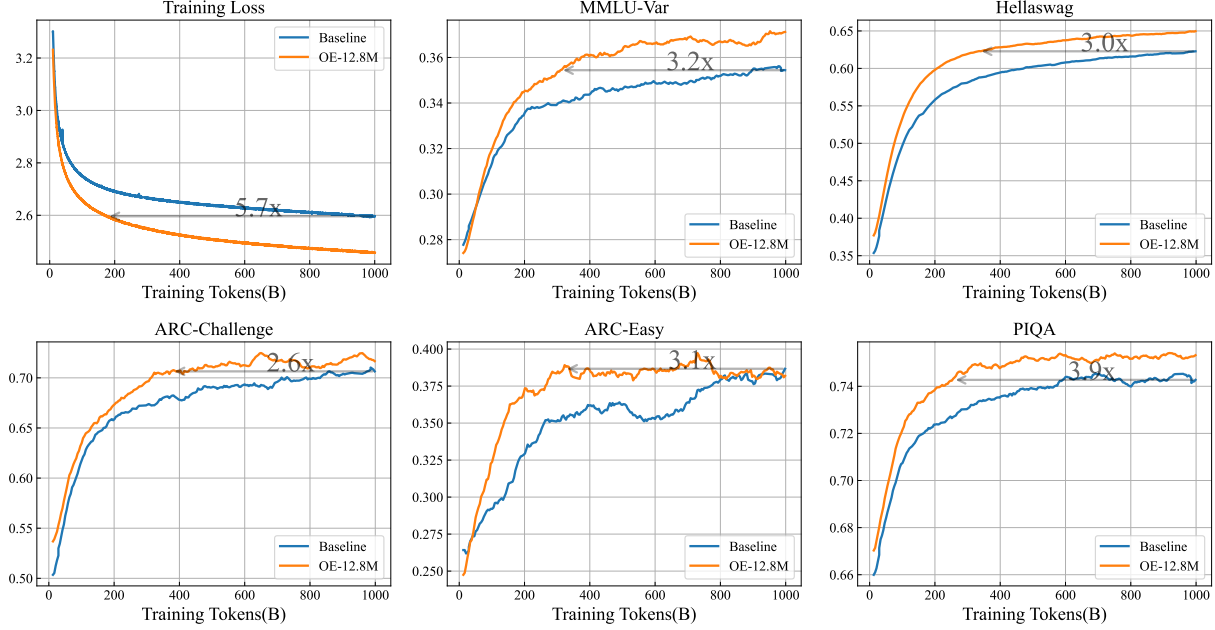 Training Loss
3.2
3.0
2.8
2.6
0
200
400
600
800
1000
Training Tokens(B)
Baseline
OE-12.8M
5.7x
MMLU-Var
0.36
0.34
0.32
0.30
0.28
0
200
400
600
800
1000
Training Tokens(B)
Baseline
OE-12.8M
3.2x
Hellaswag
0.65
0.60
0.55
0.50
0.45
0.40
0.35
0
200
400
600
800
1000
Training Tokens(B)
Baseline
OE-12.8M
3.0x
ARC-Challenge
0.70
0.65
0.60
0.55
0.50
0
200
400
600
800
1000
Training Tokens(B)
Baseline
OE-12.8M
2.6x
ARC-Easy
0.400
0.375
0.350
0.325
0.300
0.275
0.250
0
200
400
600
800
1000
Training Tokens(B)
Baseline
OE-12.8M
3.1x
PIQA
0.74
0.72
0.70
0.68
0.66
0
200
400
600
800
1000
Training Tokens(B)
Baseline
OE-12.8M
3.9x